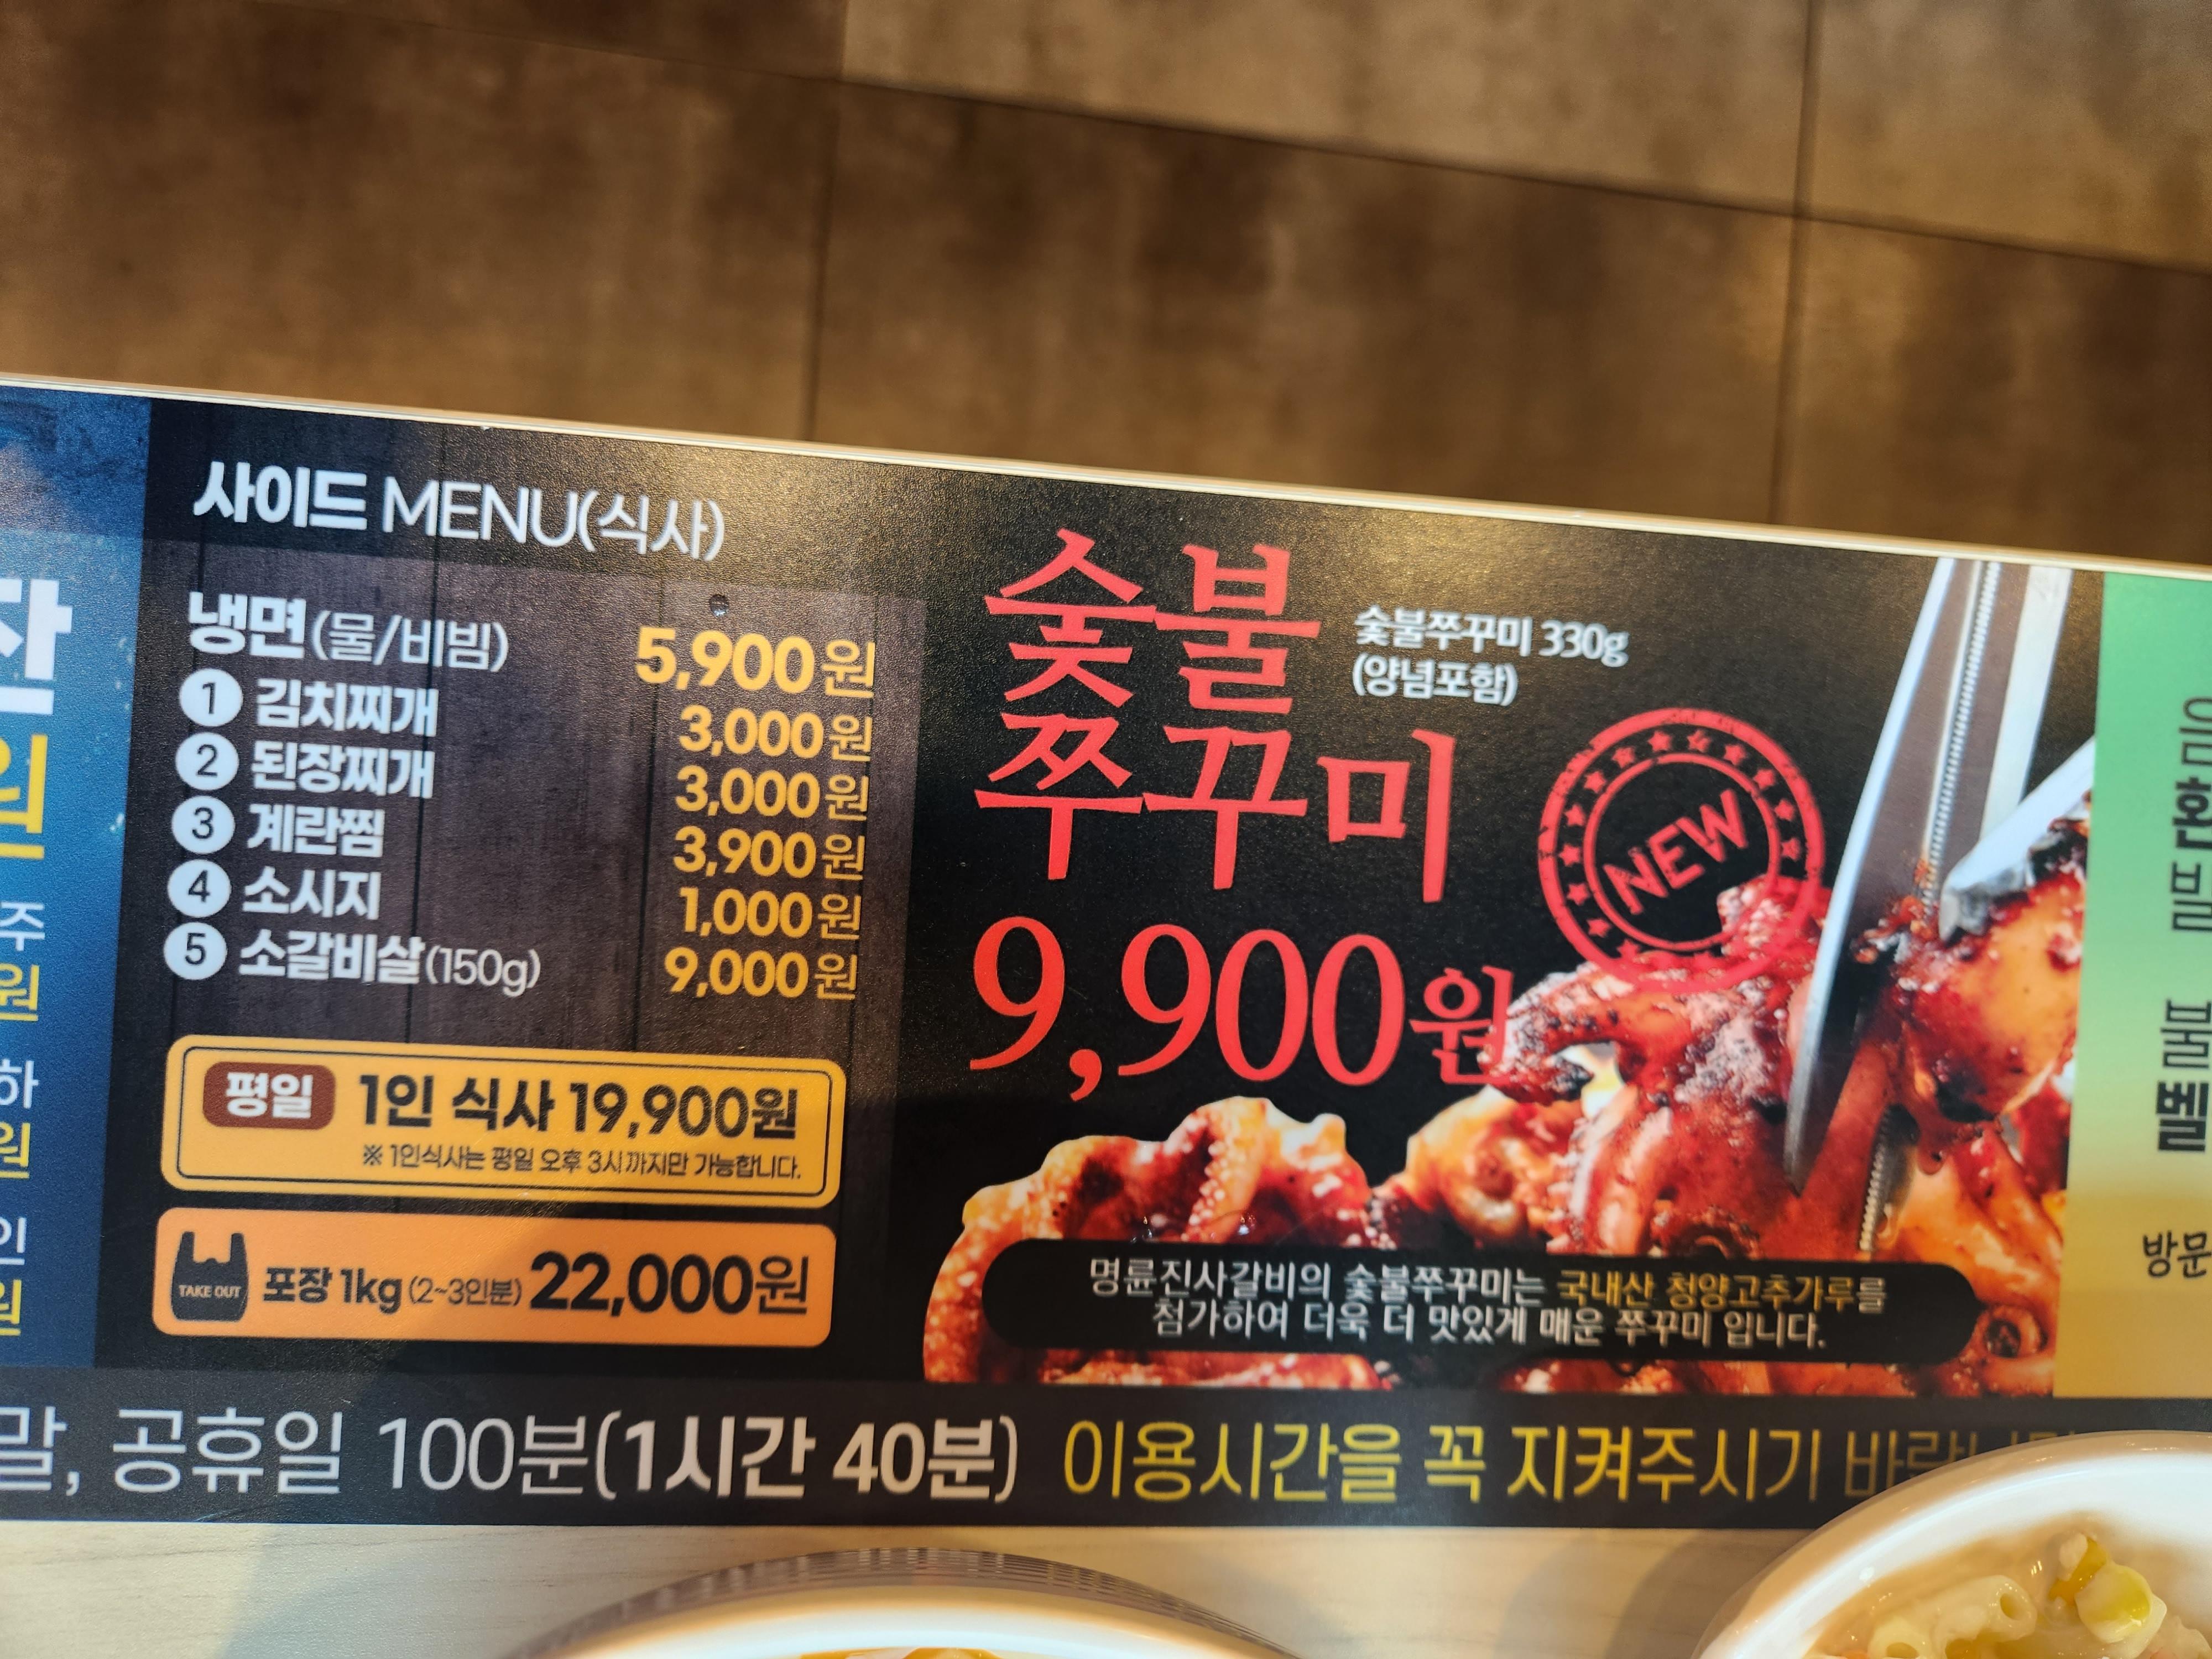 사이드 MENU(식사)
냉면(물/비빔) 5,900원
1 김치찌개 3,000원
2 된장찌개 3,000원
3 계란찜 3,900원
4 소시지 1,000원
5 소갈비살(150g) 9,000원
평일 1인 식사 19,900원
※ 1인식사는 평일 오후 3시까지만 가능합니다.
TAKE OUT 포장 1kg (2~3인분) 22,000원
숯불
쭈꾸미
9,900원
숯불쭈꾸미 330g
(양념포함)
NEW
명륜진사갈비의 숯불쭈꾸미는 국내산 청양고추가루를
첨가하여 더욱 더 맛있게 매운 쭈꾸미 입니다.
주
원
하
원
인
원
방문
말, 공휴일 100분(1시간 40분) 이용시간을 꼭 지켜주시기